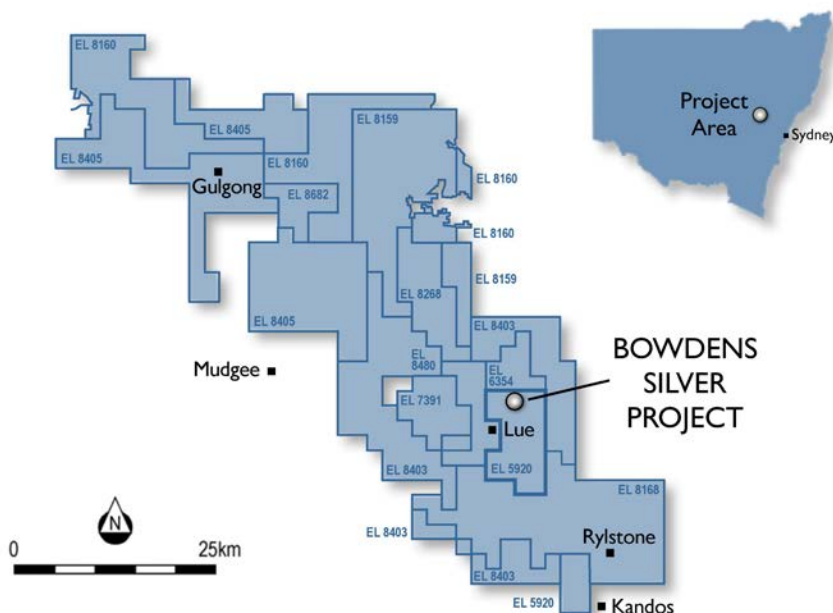 EL 8160
EL 8159
EL 8405
EL 8405
EL 8160
Gulgong
EL 8682
EL 8160
EL 8160
EL 8159
EL 8268
EL 8405
EL 8403
Mudgee
EL
8480
EL
6354
EL 7391
Lue
EL 8403
EL 5920
EL 8168
EL 8403
Rylstone
EL 8403
EL 5920
Kandos
Project
Area
Sydney
BOWDENS
SILVER
PROJECT
N
0
25km